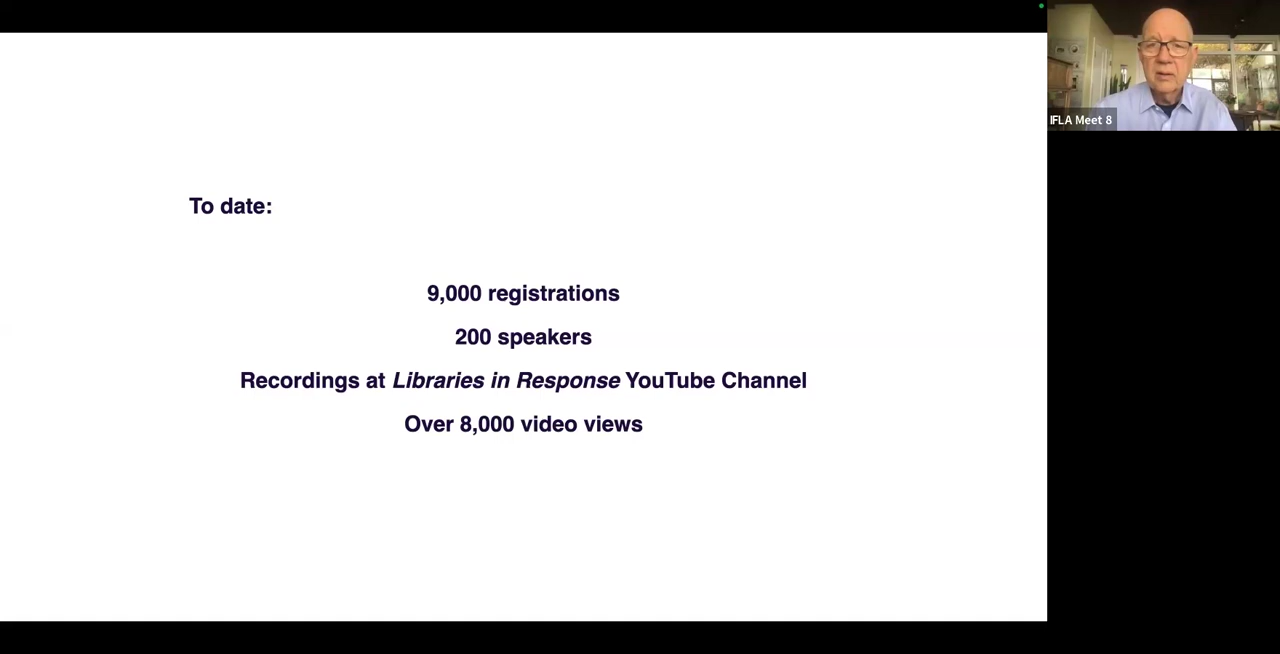 To date:
9,000 registrations
200 speakers
Recordings at Libraries in Response YouTube Channel
Over 8,000 video views
IFLA Meet 8